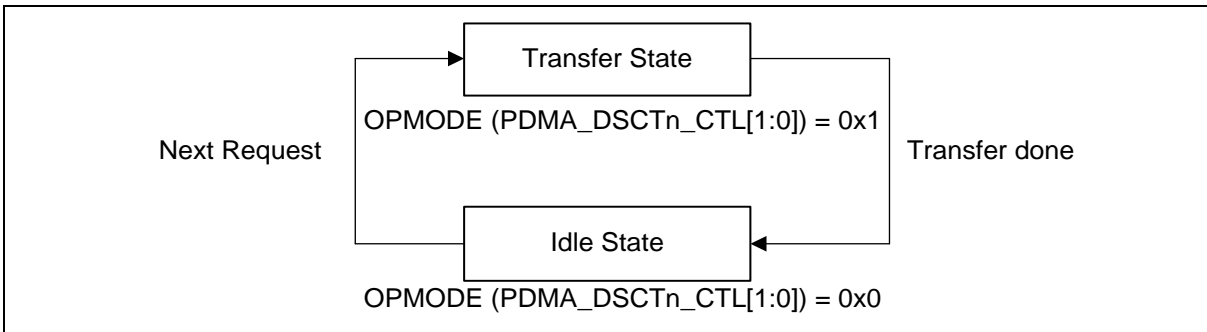 Transfer State
OPMODE (PDMA_DSCTn_CTL[1:0]) = 0x1
Next Request
Transfer done
Idle State
OPMODE (PDMA_DSCTn_CTL[1:0]) = 0x0